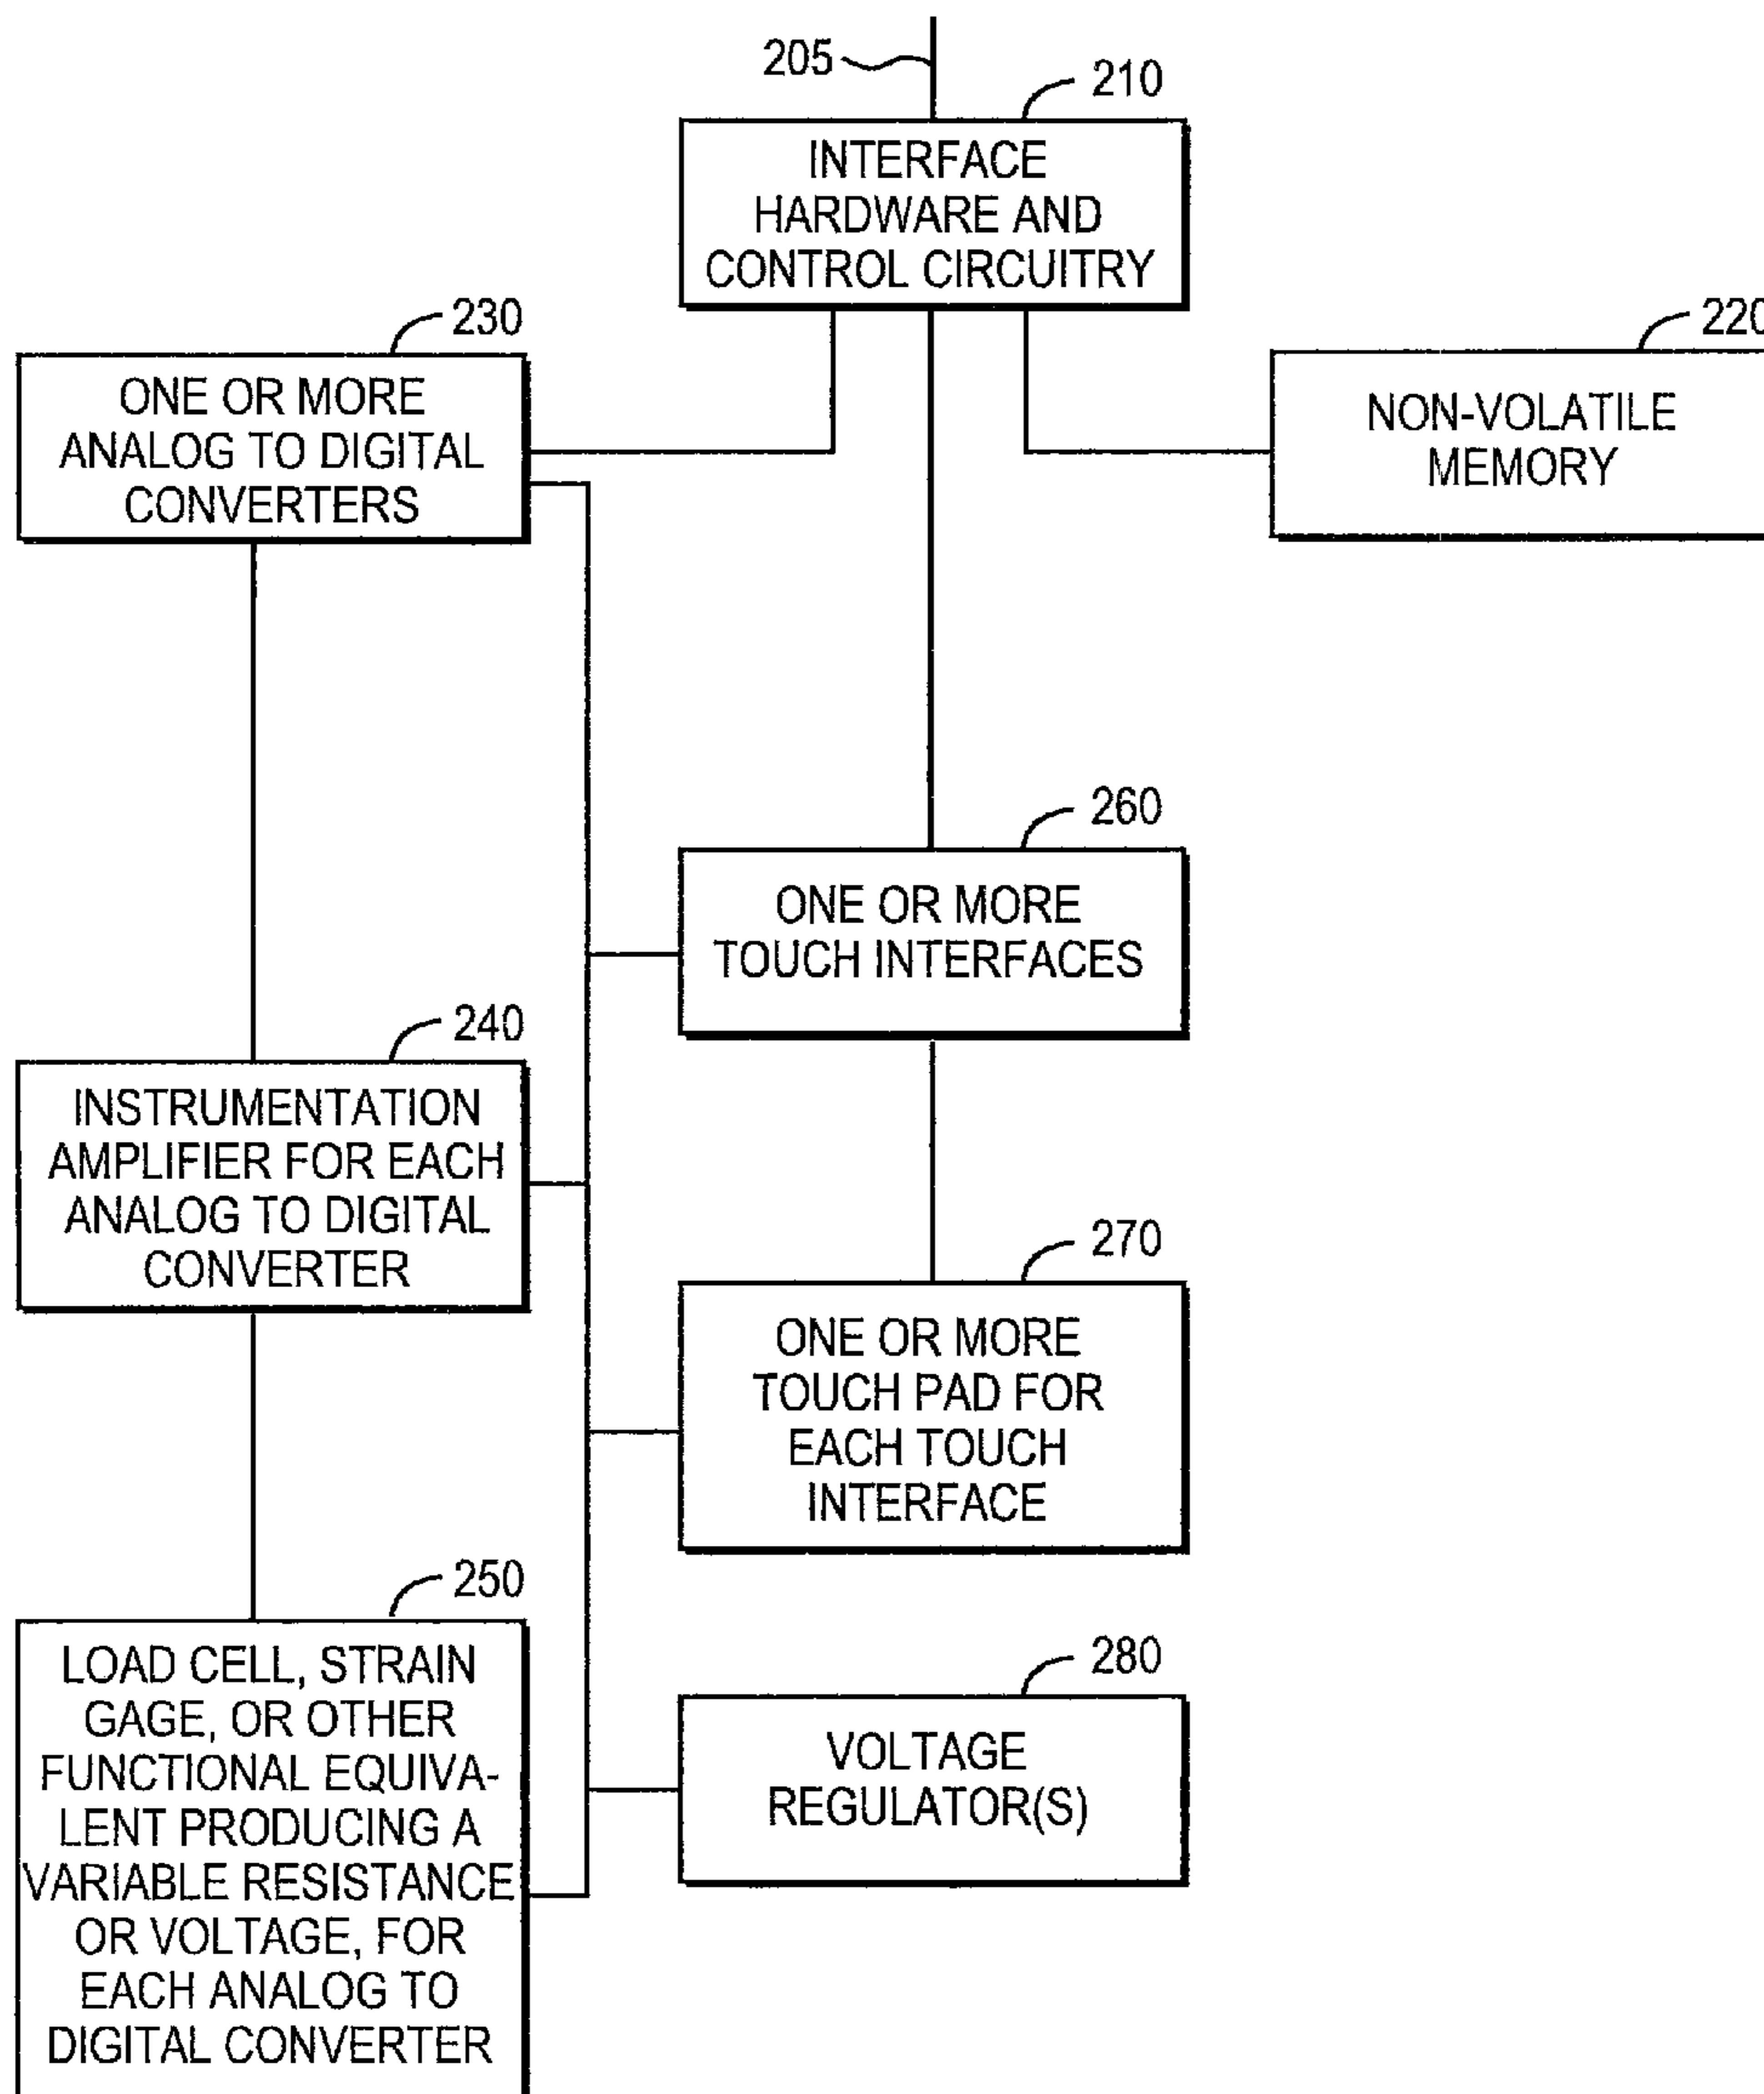 205
210
INTERFACE
HARDWARE AND
CONTROL CIRCUITRY
230
ONE OR MORE
ANALOG TO DIGITAL
CONVERTERS
220
NON-VOLATILE
MEMORY
260
ONE OR MORE
TOUCH INTERFACES
240
INSTRUMENTATION
AMPLIFIER FOR EACH
ANALOG TO DIGITAL
CONVERTER
270
ONE OR MORE
TOUCH PAD FOR
EACH TOUCH
INTERFACE
250
LOAD CELL, STRAIN
GAGE, OR OTHER
FUNCTIONAL EQUIVA-
LENT PRODUCING A
VARIABLE RESISTANCE
OR VOLTAGE, FOR
EACH ANALOG TO
DIGITAL CONVERTER
280
VOLTAGE
REGULATOR(S)